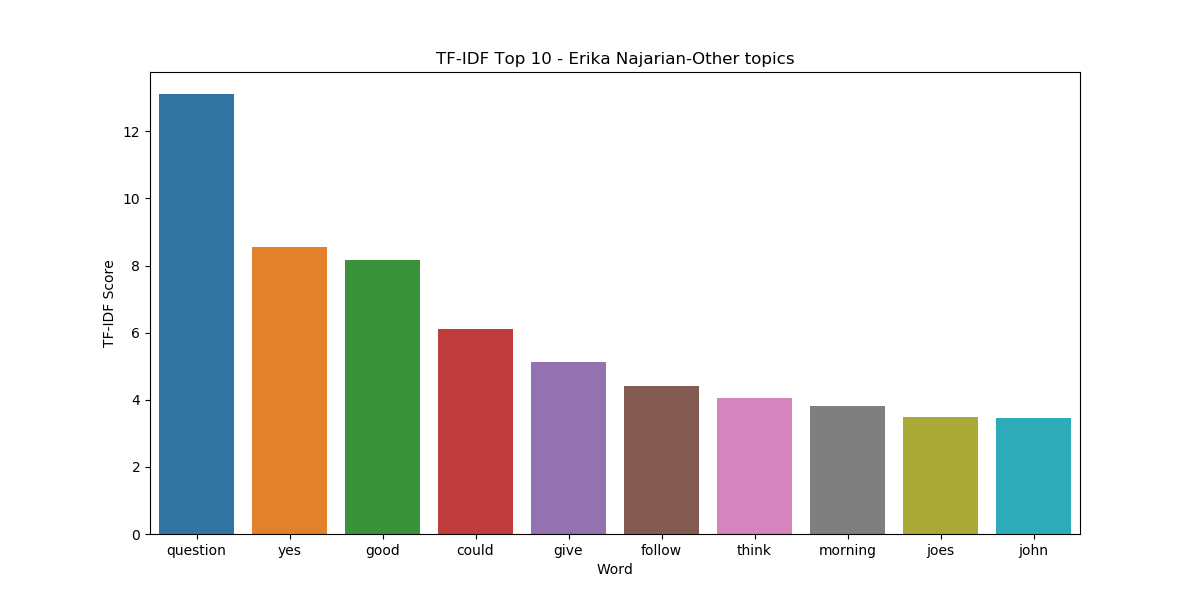 TF-IDF Top 10 - Erika Najarian-Other topics
TF-IDF Score
12
10
8
6
4
2
0
question yes good could give follow think morning joes john
Word